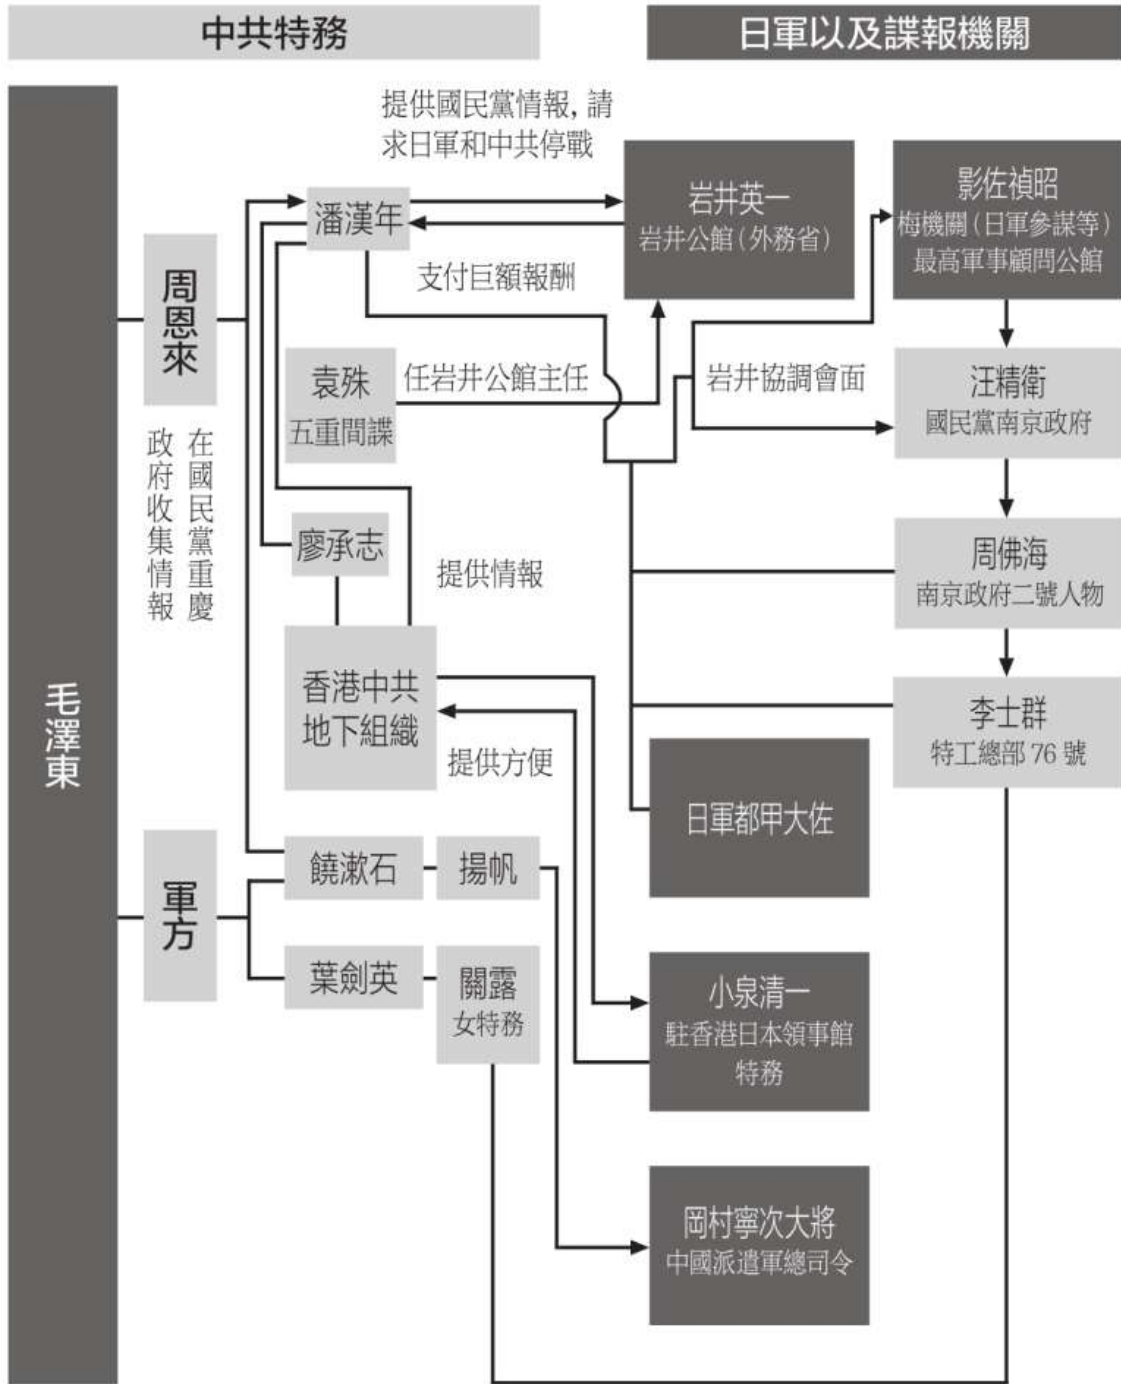 中共特務
日軍以及諜報機關
毛澤東
周恩來
在國民黨重慶
政府收集情報
軍方
提供國民黨情報，請
求日軍和中共停戰
潘漢年
支付巨額報酬
袁殊
五重間諜
任岩井公館主任
廖承志
提供情報
香港中共
地下組織
提供方便
饒漱石
揚帆
葉劍英
關露
女特務
岩井英一
岩井公館（外務省）
岩井協調會面
影佐禎昭
梅機關（日軍參謀等）
最高軍事顧問公館
汪精衛
國民黨南京政府
周佛海
南京政府二號人物
李士群
特工總部 76 號
日軍都甲大佐
小泉清一
駐香港日本領事館
特務
岡村寧次大將
中國派遣軍總司令